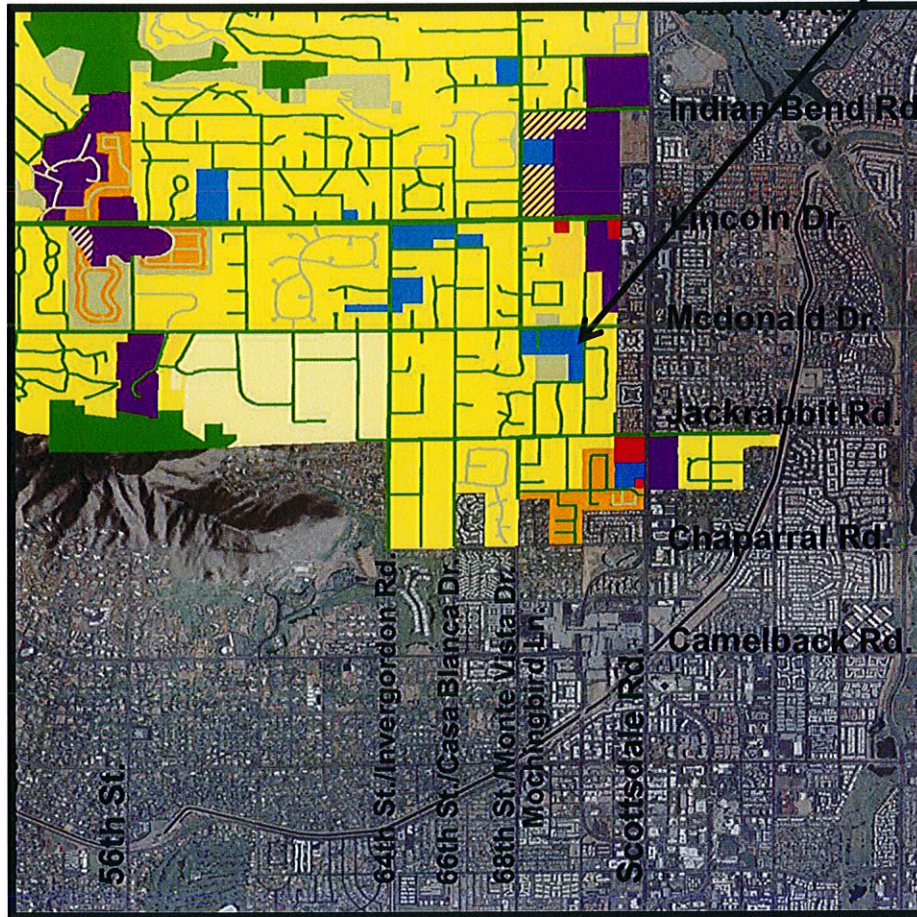 Indian Bend Rd
Lincoln Dr.
Mcdonald Dr.
Jackrabbit Rd.
Chaparral Rd.
Camelback Rd.
56th St.
64th St./Invergordon Rd.
66th St./Casa Blanca Dr.
68th St./Monte Vista Dr.
Mochingbird Ln.
Scottsdale Rd.